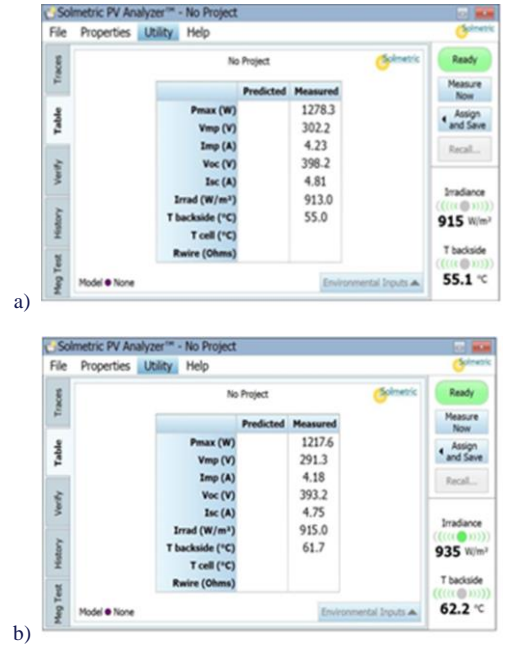 Solmetric PV Analyzer™ - No Project
File Properties Utility Help
Solmetric
Traces
Table
Verify
History
Meg Test
No Project
Solmetric
Predicted Measured
Pmax (W) 1278.3
Vmp (V) 302.2
Imp (A) 4.23
Voc (V) 398.2
Isc (A) 4.81
Irrad (W/m²) 913.0
T backside (°C) 55.0
T cell (°C)
Rwire (Ohms)
Model None
Environmental Inputs
Ready
Measure
Now
Assign
and Save
Recall...
Irradiance
915 W/m²
T backside
55.1 °C
a)
Solmetric PV Analyzer™ - No Project
File Properties Utility Help
Solmetric
Traces
Table
Verify
History
Meg Test
No Project
Solmetric
Predicted Measured
Pmax (W) 1217.6
Vmp (V) 291.3
Imp (A) 4.18
Voc (V) 393.2
Isc (A) 4.75
Irrad (W/m²) 915.0
T backside (°C) 61.7
T cell (°C)
Rwire (Ohms)
Model None
Environmental Inputs
Ready
Measure
Now
Assign
and Save
Recall...
Irradiance
935 W/m²
T backside
62.2 °C
b)